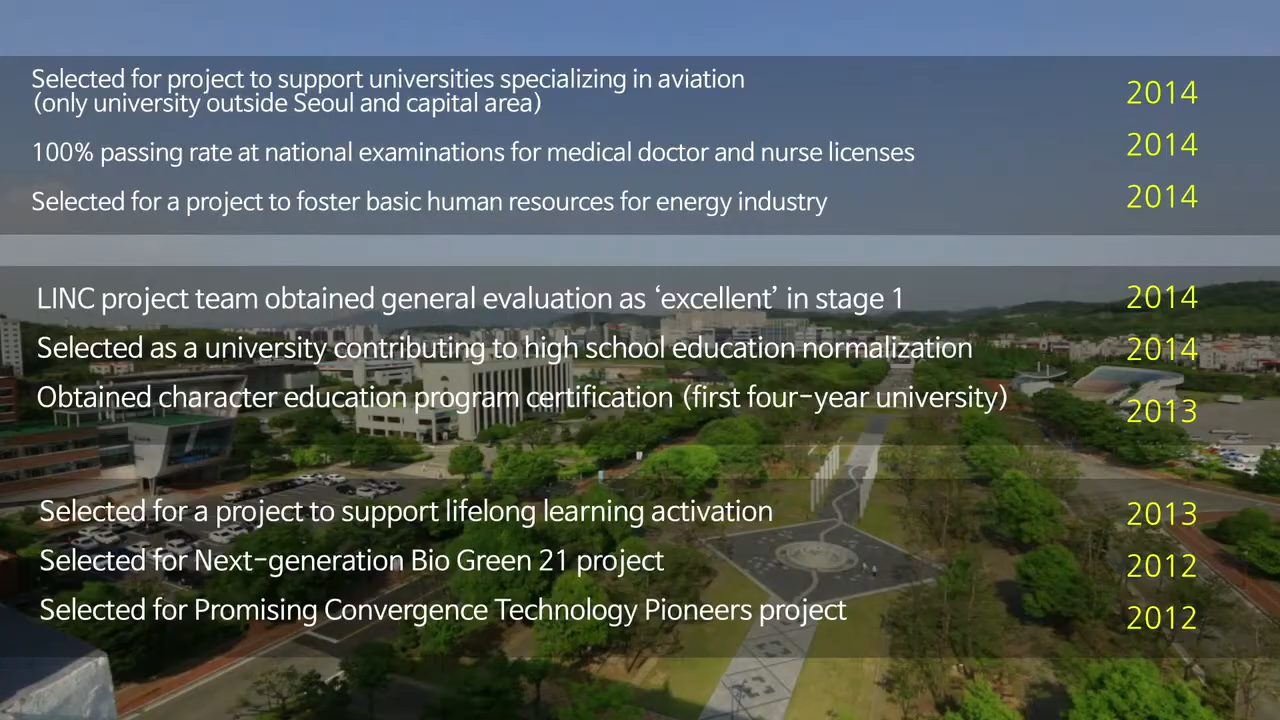 Selected for project to support universities specializing in aviation
(only university outside Seoul and capital area)
2014
100% passing rate at national examinations for medical doctor and nurse licenses
2014
Selected for a project to foster basic human resources for energy industry
2014
LINC project team obtained general evaluation as ‘excellent’ in stage 1
2014
Selected as a university contributing to high school education normalization
2014
Obtained character education program certification (first four-year university)
2013
Selected for a project to support lifelong learning activation
2013
Selected for Next-generation Bio Green 21 project
2012
Selected for Promising Convergence Technology Pioneers project
2012